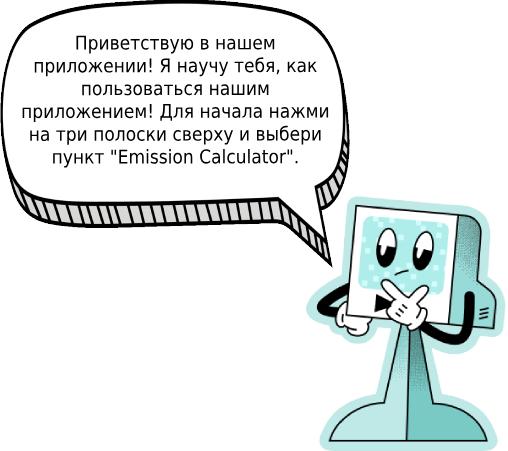 Приветствую в нашем
приложении! Я научу тебя, как
пользоваться нашим
приложением! Для начала нажми
на три полоски сверху и выбери
пункт "Emission Calculator".